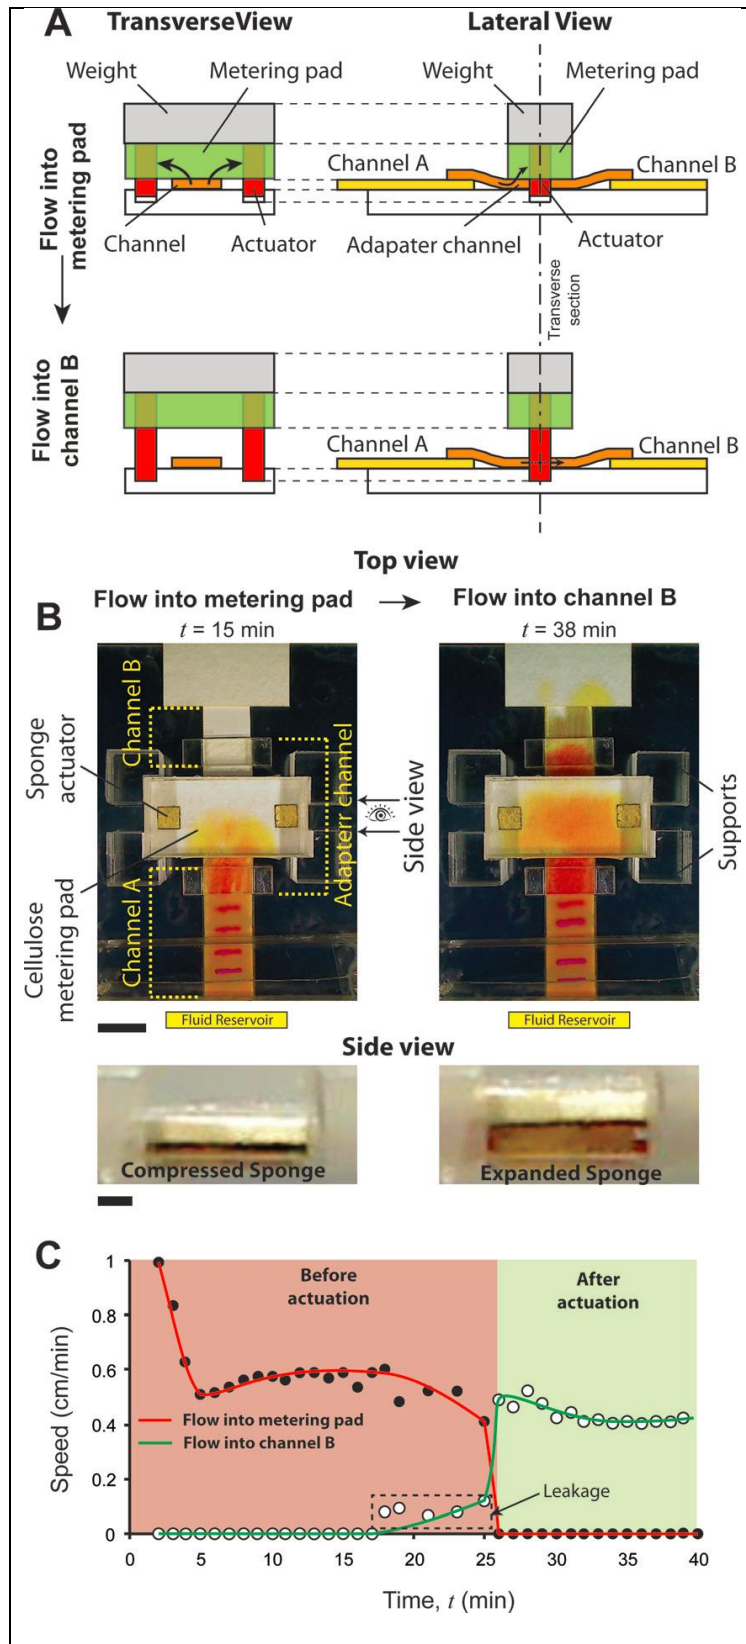 A
TransverseView
Lateral View
Weight
Metering pad
Weight
Metering pad
Channel A
Channel B
Flow into
metering pad
Channel
Actuator
Adapater channel
Actuator
Transverse
section
Flow into
channel B
Channel A
Channel B
Top view
B
Flow into metering pad
Flow into channel B
t = 15 min
t = 38 min
Channel B
Sponge
actuator
Adapterr channel
Side view
Supports
Cellulose
metering pad
Channel A
Fluid Reservoir
Fluid Reservoir
Side view
Compressed Sponge
Expanded Sponge
C
Before
actuation
After
actuation
Speed (cm/min)
1
0.8
0.6
0.4
0.2
0
Flow into metering pad
Flow into channel B
Leakage
0 5 10 15 20 25 30 35 40
Time, t (min)